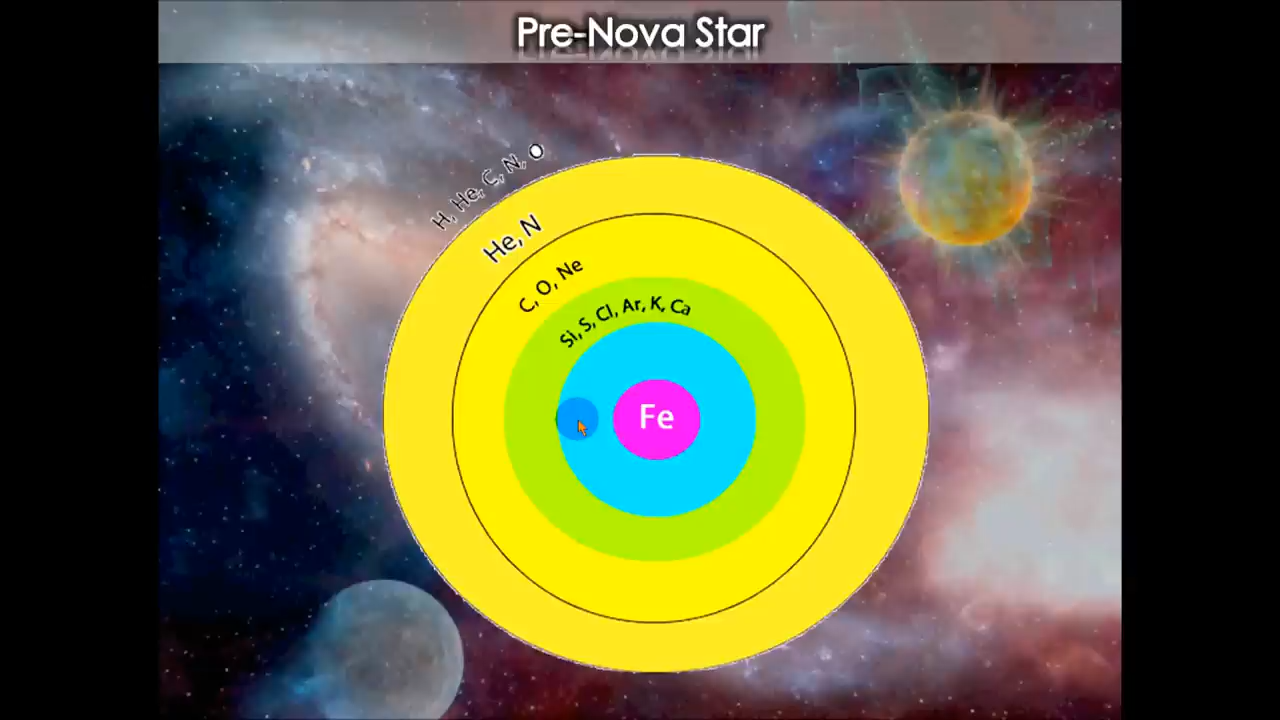 Pre-Nova Star
H, He, C, N, O
He, N
C, O, Ne
Si, S, Cl, Ar, K, Ca
Fe